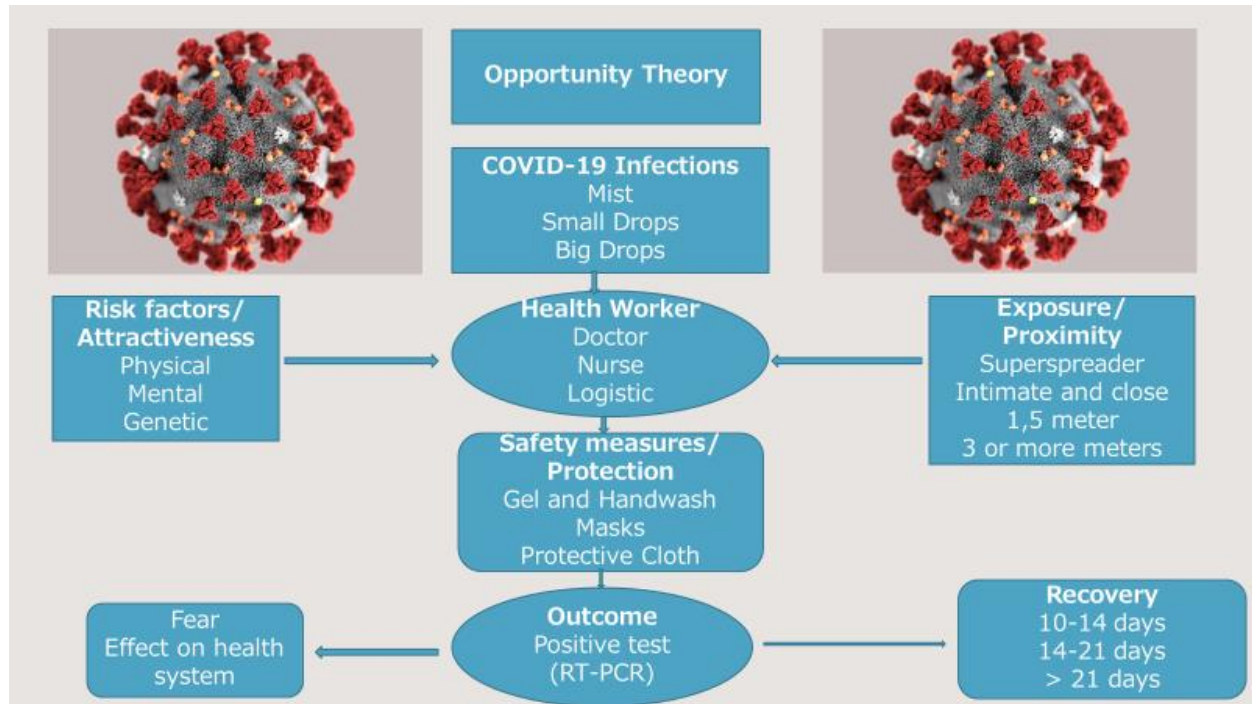 Opportunity Theory
COVID-19 Infections
Mist
Small Drops
Big Drops
Risk factors/
Attractiveness
Physical
Mental
Genetic
Health Worker
Doctor
Nurse
Logistic
Exposure/
Proximity
Superspreader
Intimate and close
1,5 meter
3 or more meters
Safety measures/
Protection
Gel and Handwash
Masks
Protective Cloth
Fear
Effect on health
system
Outcome
Positive test
(RT-PCR)
Recovery
10-14 days
14-21 days
> 21 days